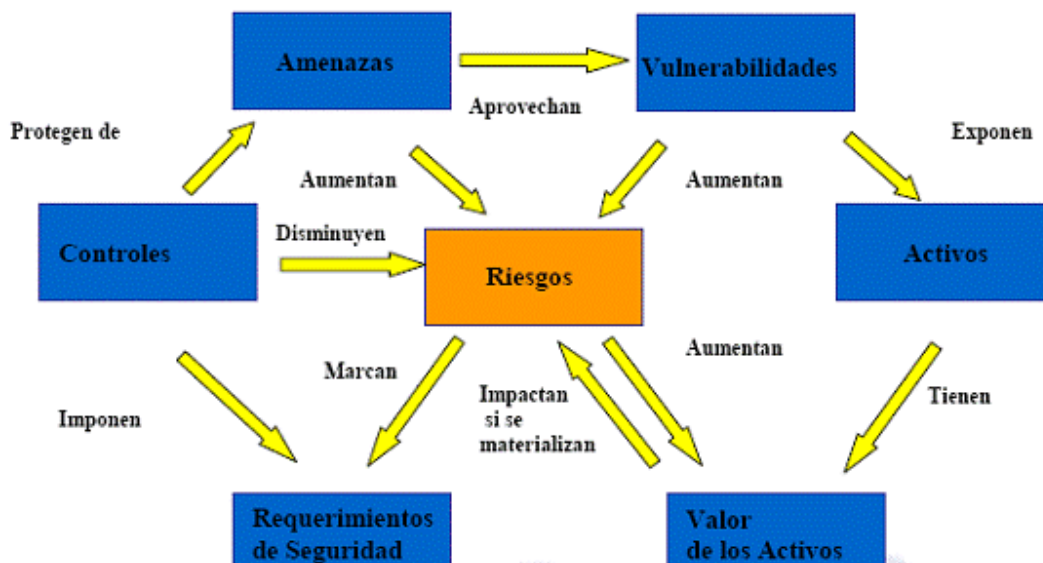 Amenazas
Vulnerabilidades
Aprovechan
Protegen de
Exponen
Aumentan
Aumentan
Disminuyen
Controles
Riesgos
Activos
Marcan
Aumentan
Impactan
si se
materializan
Imponen
Tienen
Requerimientos
de Seguridad
Valor
de los Activos